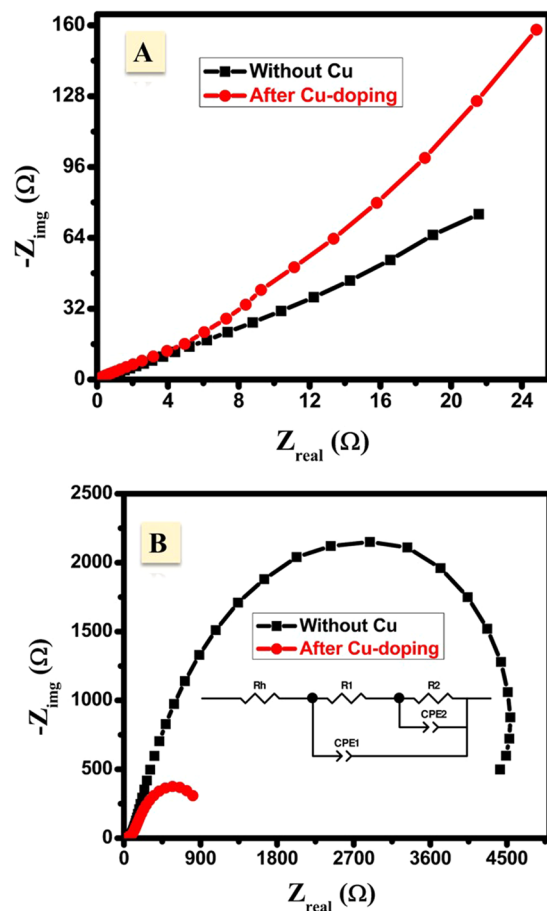 A
Without Cu
After Cu-doping
160
128
96
64
32
0
-Zimg (Ω)
0 4 8 12 16 20 24
Zreal (Ω)
B
Without Cu
After Cu-doping
2500
2000
1500
1000
500
0
-Zimg (Ω)
Rh R1 R2
CPE2
CPE1
0 900 1800 2700 3600 4500
Zreal (Ω)